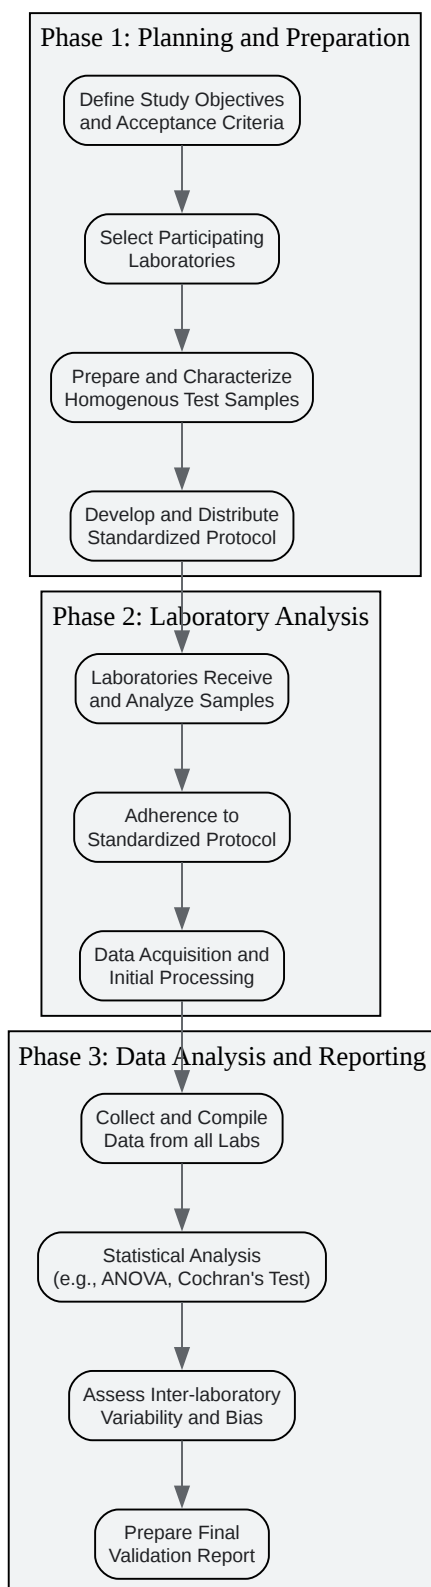 Phase 1: Planning and Preparation
Define Study Objectives
and Acceptance Criteria
Select Participating
Laboratories
Prepare and Characterize
Homogenous Test Samples
Develop and Distribute
Standardized Protocol
Phase 2: Laboratory Analysis
Laboratories Receive
and Analyze Samples
Adherence to
Standardized Protocol
Data Acquisition and
Initial Processing
Phase 3: Data Analysis and Reporting
Collect and Compile
Data from all Labs
Statistical Analysis
(e.g., ANOVA, Cochran's Test)
Assess Inter-laboratory
Variability and Bias
Prepare Final
Validation Report